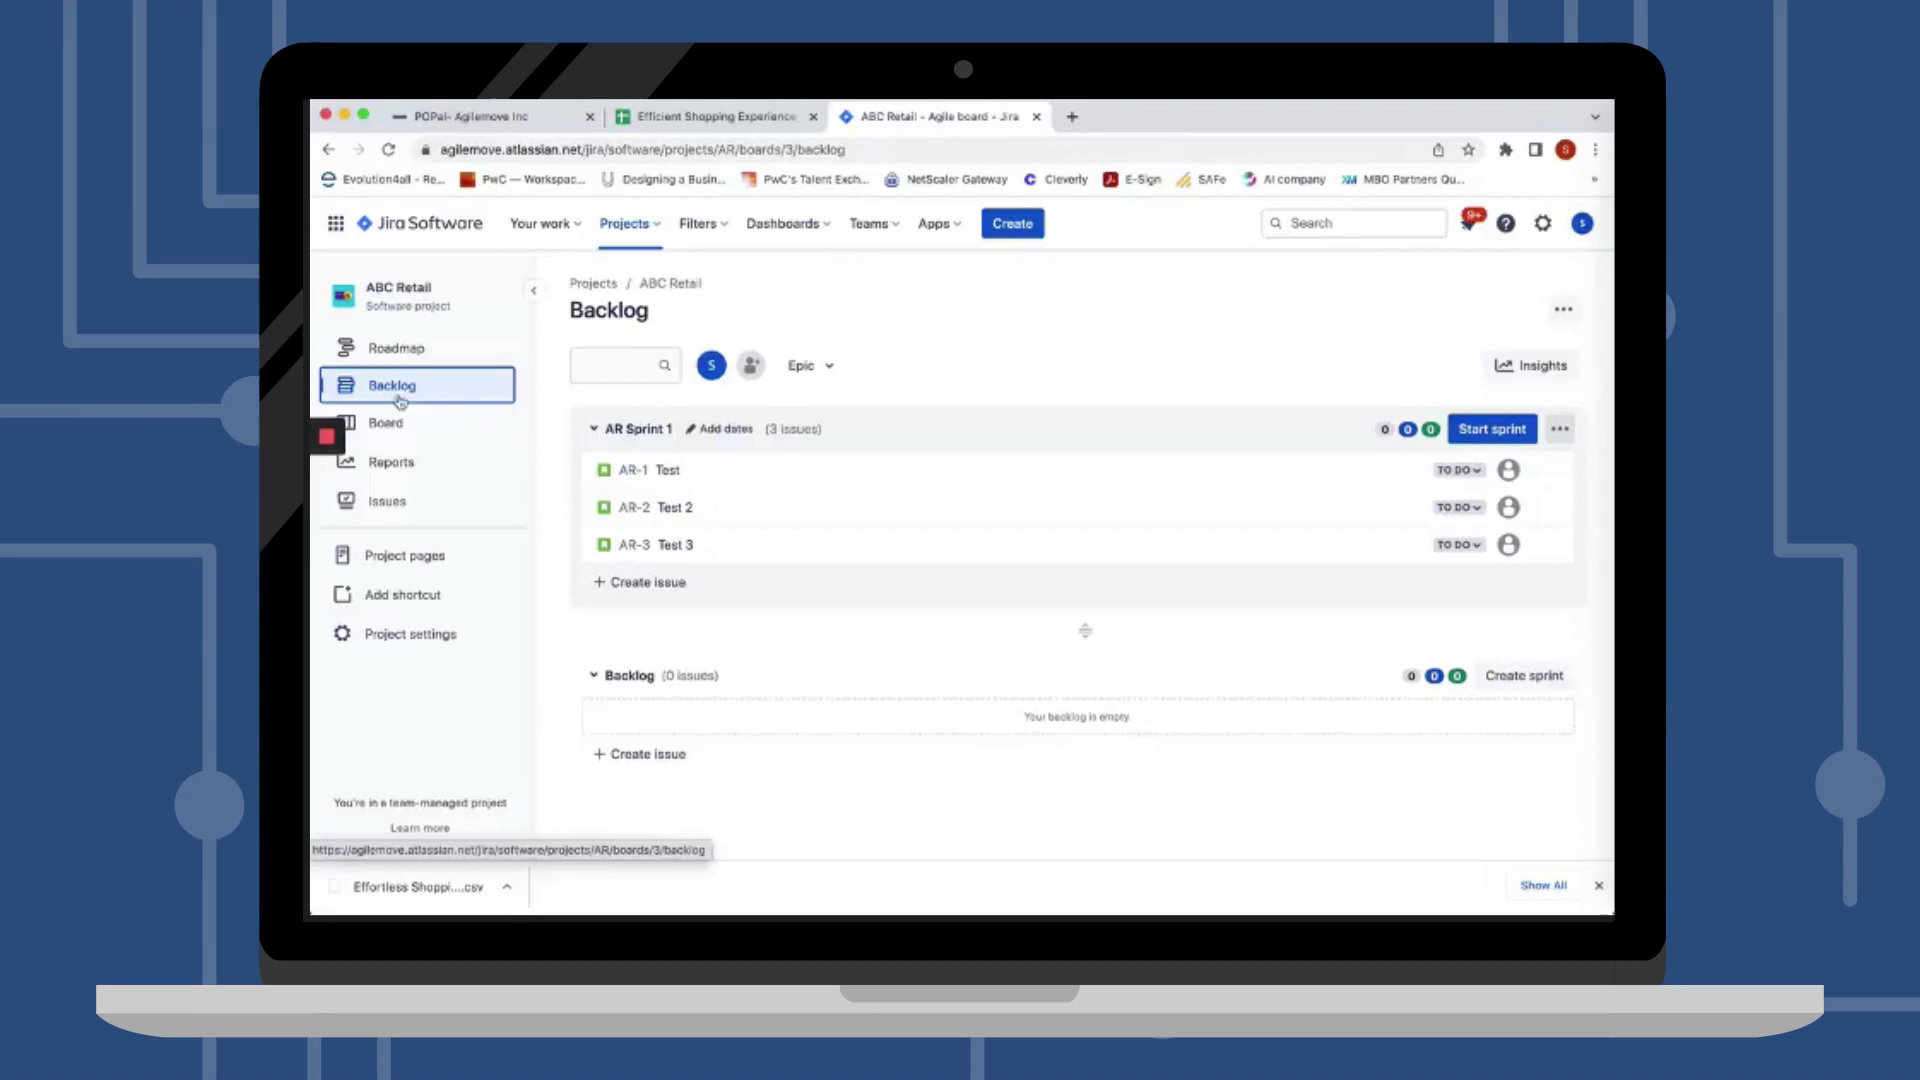 POPal- Agilemove Inc
Efficient Shopping Experience
ABC Retail - Agile board - Jira
agilemove.atlassian.net/jira/software/projects/AR/boards/3/backlog
S
Evolution4all - Re...
PwC — Workspac...
Designing a Busin...
PwC's Talent Exch...
NetScaler Gateway
Cleverly
E-Sign
SAFe
AI company
MBO Partners Qu...
Jira Software
Your work
Projects
Filters
Dashboards
Teams
Apps
Create
Search
9+
S
ABC Retail
Software project
Roadmap
Backlog
Board
Reports
Issues
Project pages
Add shortcut
Project settings
You're in a team-managed project
Learn more
Projects / ABC Retail
Backlog
S
Epic
Insights
AR Sprint 1 Add dates (3 issues)
0 0 0 Start sprint
AR-1 Test TO DO
AR-2 Test 2 TO DO
AR-3 Test 3 TO DO
+ Create issue
Backlog (0 issues)
0 0 0 Create sprint
Your backlog is empty.
+ Create issue
https://agilemove.atlassian.net/jira/software/projects/AR/boards/3/backlog
Effortless Shoppi....csv
Show All